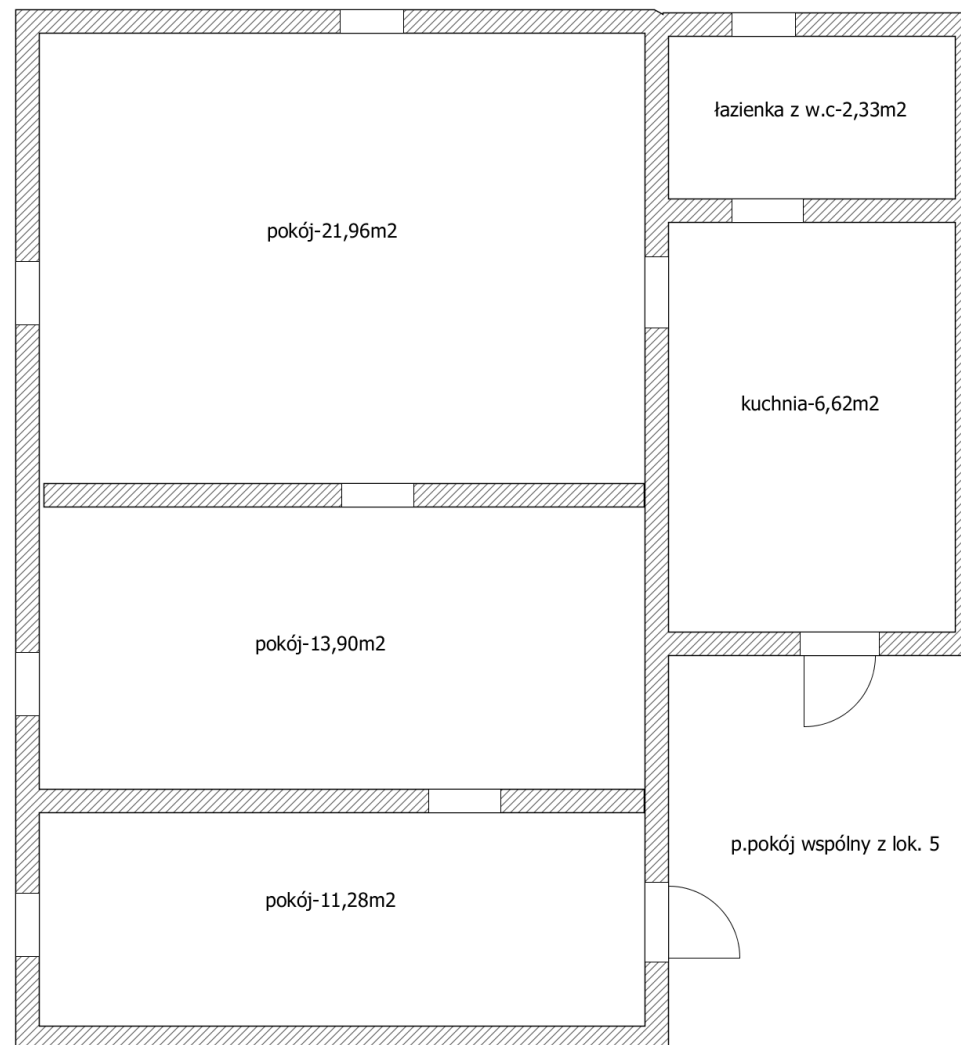 łazienka z w.c-2,33m2
pokój-21,96m2
kuchnia-6,62m2
pokój-13,90m2
p.pokój wspólny z lok. 5
pokój-11,28m2